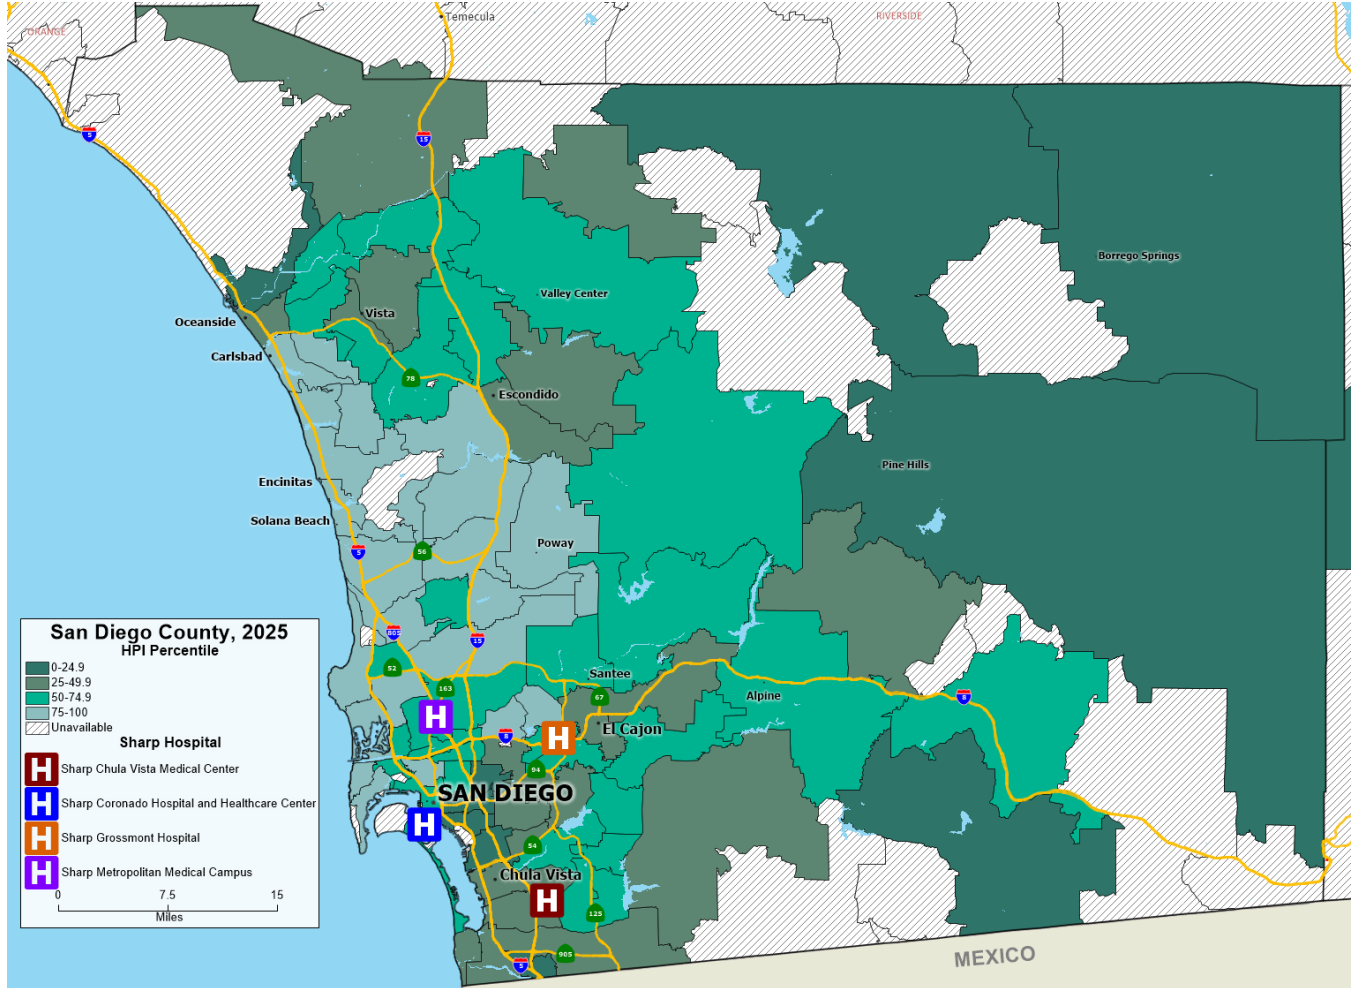 Temecula
RIVERSIDE
ORANGE
5
15
Borrego Springs
Valley Center
Vista
Oceanside
Carlsbad
78
Escondido
Pine Hills
Encinitas
Solana Beach
Poway
56
5
805
15
52
163
Santee
67
Alpine
8
El Cajon
8
H
H
94
SAN DIEGO
H
54
Chula Vista
H
125
905
5
MEXICO
San Diego County, 2025
HPI Percentile
0-24.9
25-49.9
50-74.9
75-100
Unavailable
Sharp Hospital
H Sharp Chula Vista Medical Center
H Sharp Coronado Hospital and Healthcare Center
H Sharp Grossmont Hospital
H Sharp Metropolitan Medical Campus
0 7.5 15
Miles